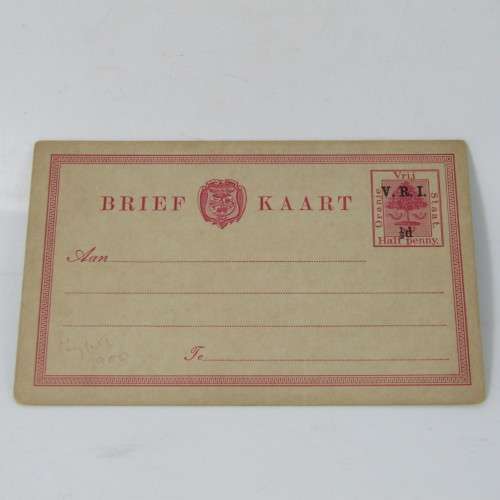 BRIEF KAART
Vrij
Oranje
Staat.
V. R. I.
½d
Half penny.
Aan
Te